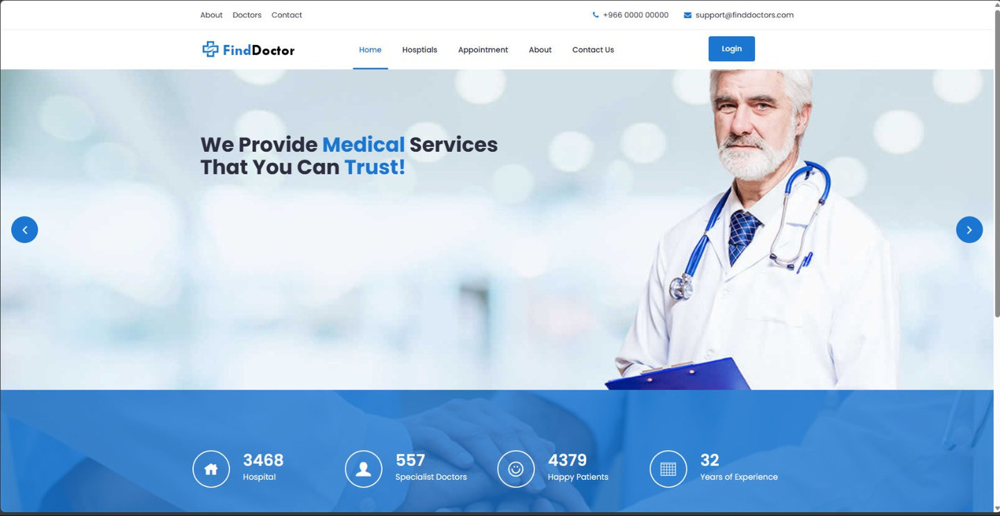 About Doctors Contact
+966 0000 00000 support@finddoctors.com
FindDoctor
Home Hosptials Appointment About Contact Us
Login
We Provide Medical Services
That You Can Trust!
3468
Hospital
557
Specialist Doctors
4379
Happy Patients
32
Years of Experience